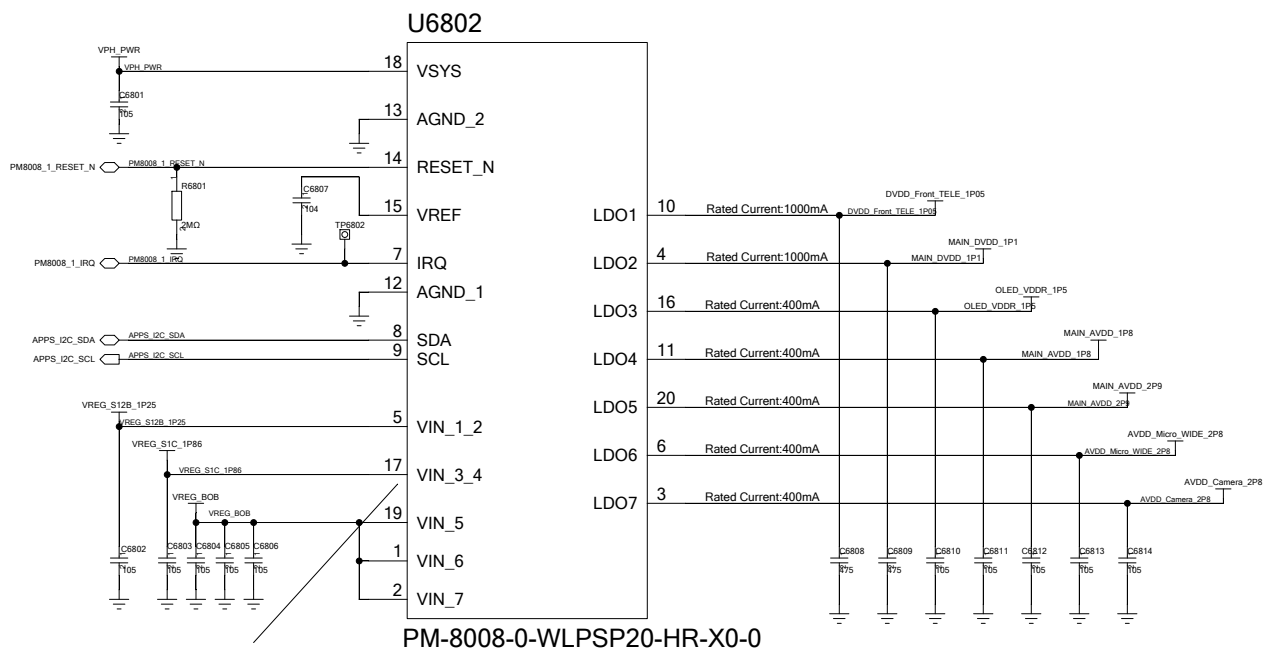 U6802
VPH_PWR
VPH_PWR
18
VSYS
C6801
105
13
AGND_2
PM8008_1_RESET_N
PM8008_1_RESET_N
14
RESET_N
1
R6801
2MΩ
C6807
104
15
VREF
TP6802
PM8008_1_IRQ
PM8008_1_IRQ
7
IRQ
12
AGND_1
APPS_I2C_SDA
APPS_I2C_SDA
8
SDA
APPS_I2C_SCL
APPS_I2C_SCL
9
SCL
VREG_S12B_1P25
VREG_S12B_1P25
5
VIN_1_2
VREG_S1C_1P86
VREG_S1C_1P86
17
VIN_3_4
VREG_BOB
VREG_BOB
19
VIN_5
1
VIN_6
2
VIN_7
C6802
105
C6803
105
C6804
105
C6805
105
C6806
105
LDO1
10
Rated Current:1000mA
DVDD_Front_TELE_1P05
DVDD_Front_TELE_1P05
LDO2
4
Rated Current:1000mA
MAIN_DVDD_1P1
MAIN_DVDD_1P1
LDO3
16
Rated Current:400mA
OLED_VDDR_1P5
OLED_VDDR_1P5
LDO4
11
Rated Current:400mA
MAIN_AVDD_1P8
MAIN_AVDD_1P8
LDO5
20
Rated Current:400mA
MAIN_AVDD_2P9
MAIN_AVDD_2P9
LDO6
6
Rated Current:400mA
AVDD_Micro_WIDE_2P8
AVDD_Micro_WIDE_2P8
LDO7
3
Rated Current:400mA
AVDD_Camera_2P8
AVDD_Camera_2P8
C6808
475
C6809
475
C6810
105
C6811
105
C6812
105
C6813
105
C6814
105
PM-8008-0-WLPSP20-HR-X0-0